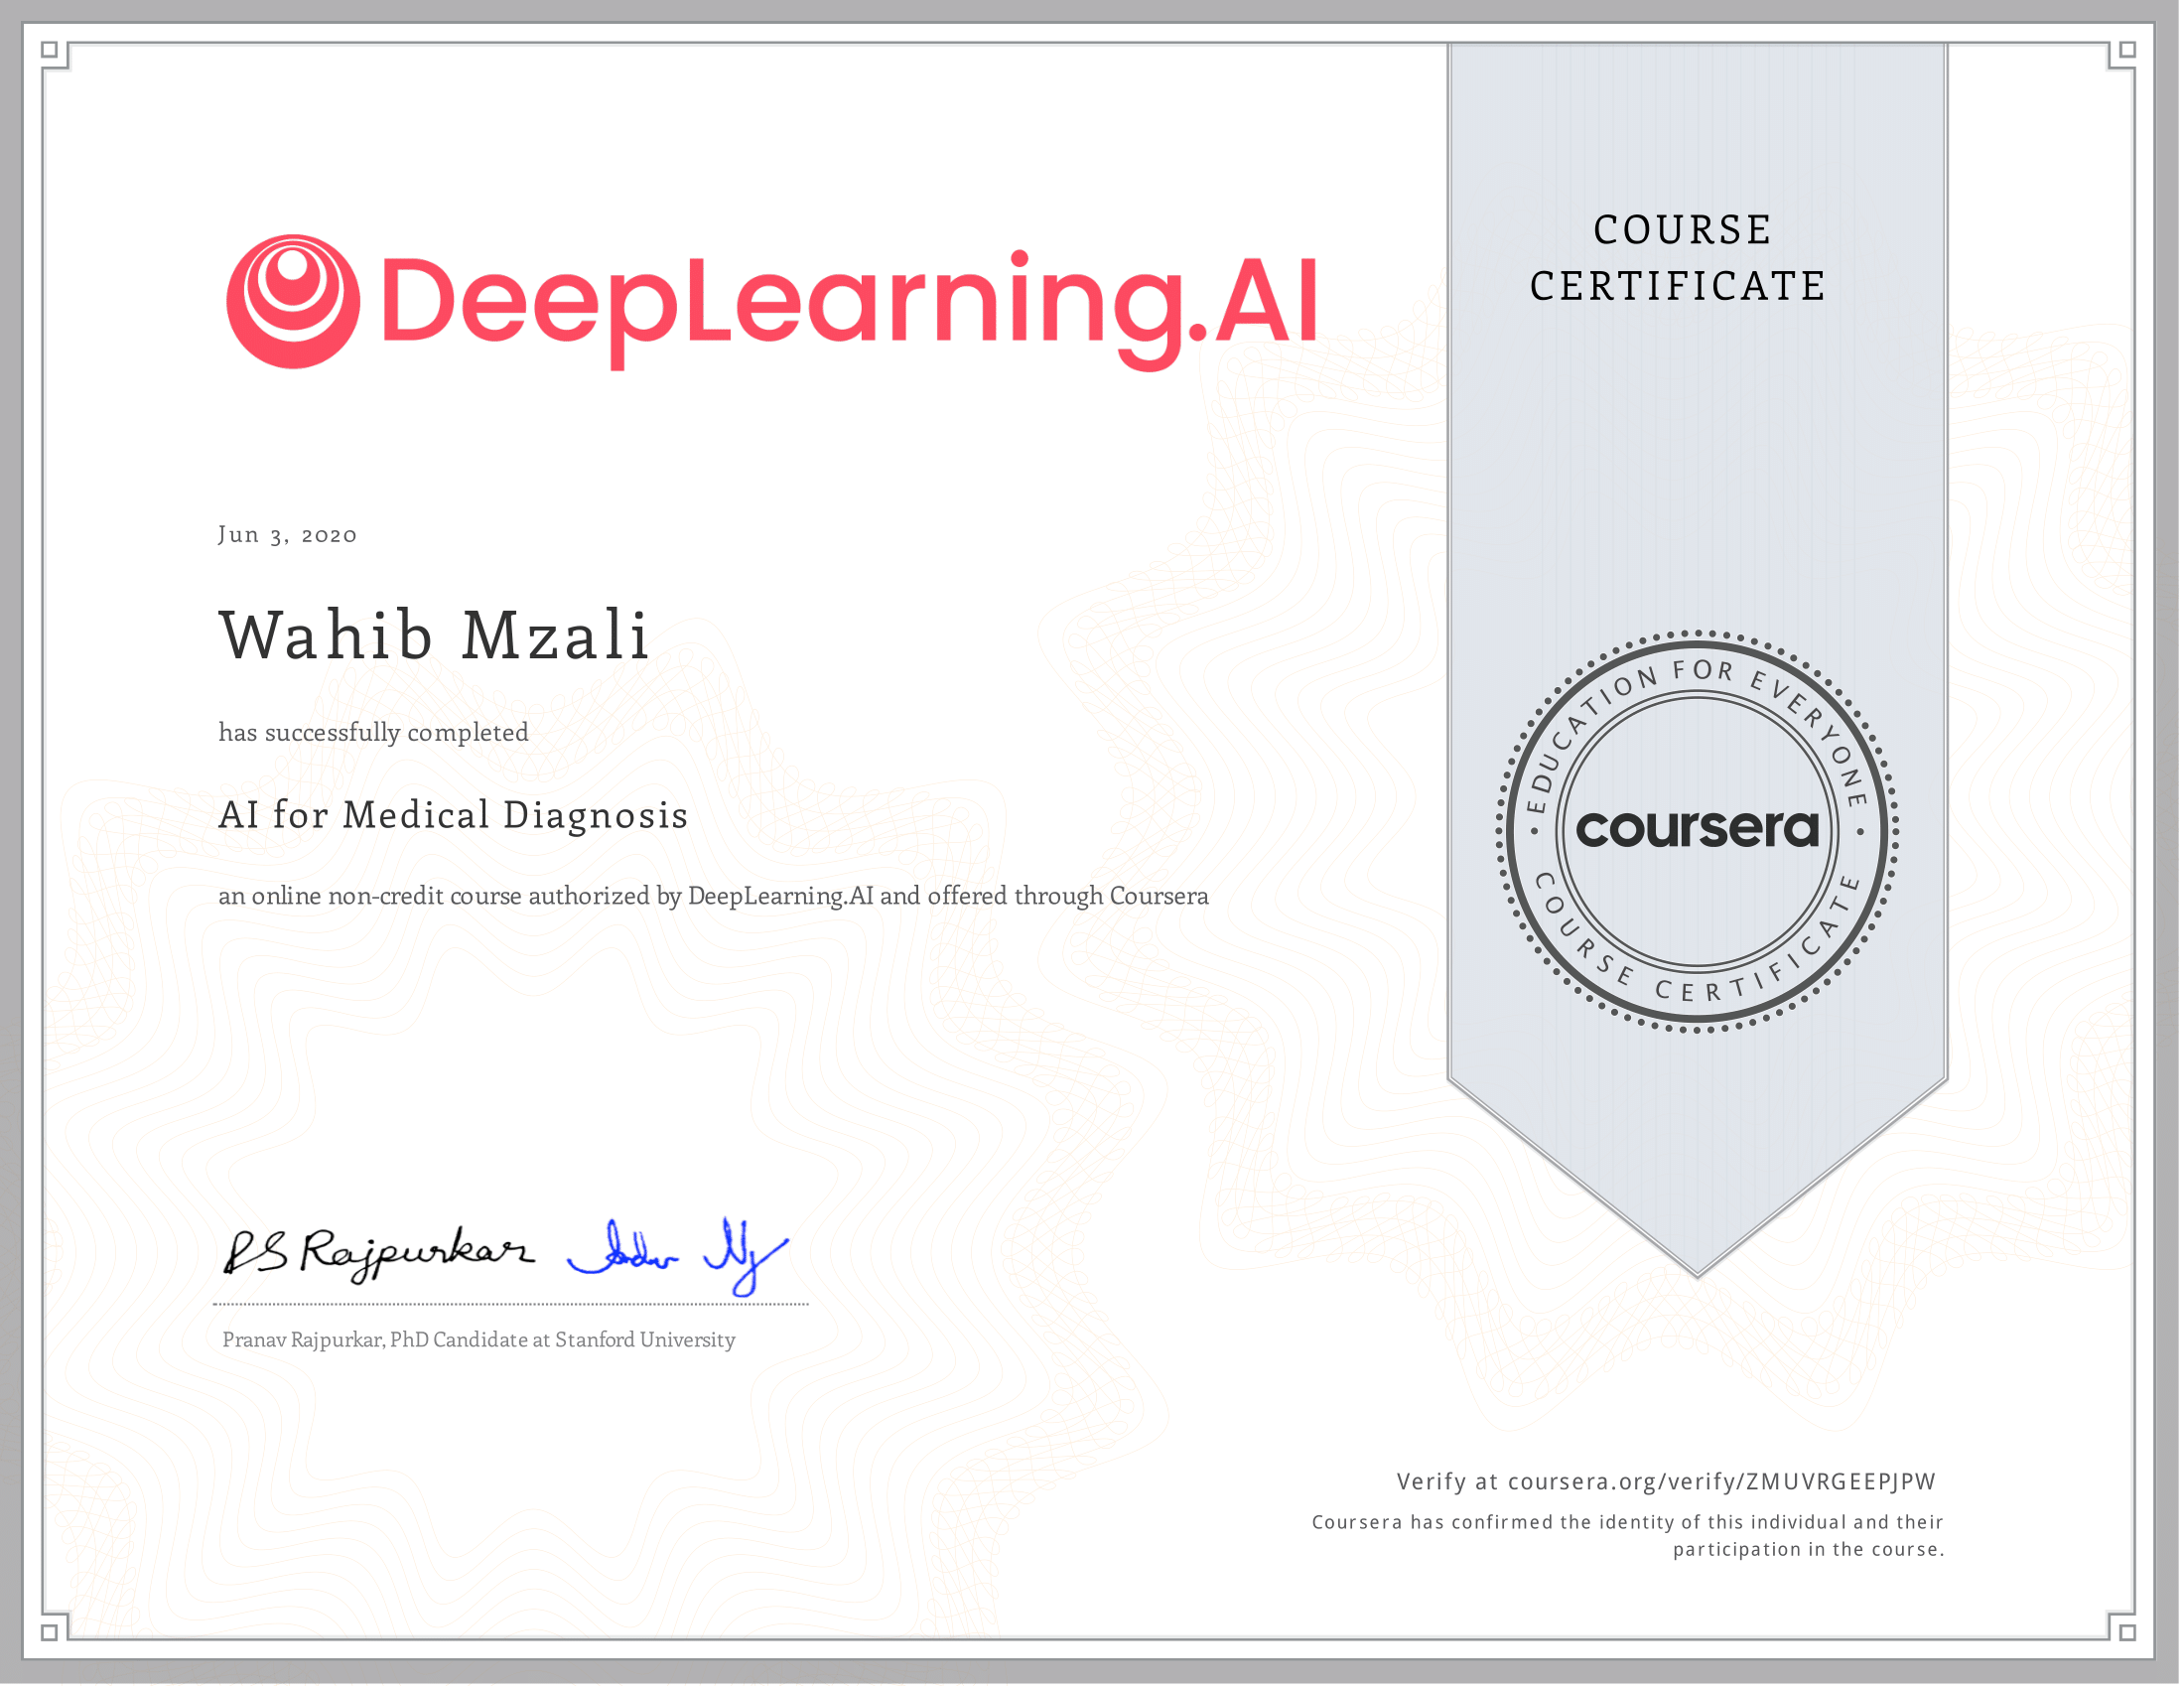 DeepLearning.AI
COURSE
CERTIFICATE
Jun 3, 2020
Wahib Mzali
has successfully completed
AI for Medical Diagnosis
an online non-credit course authorized by DeepLearning.AI and offered through Coursera
EDUCATION FOR EVERYONE
coursera
COURSE CERTIFICATE
PS Rajpurkar Andrew Ng
Pranav Rajpurkar, PhD Candidate at Stanford University
Verify at coursera.org/verify/ZMUVRGEEPJPW
Coursera has confirmed the identity of this individual and their
participation in the course.